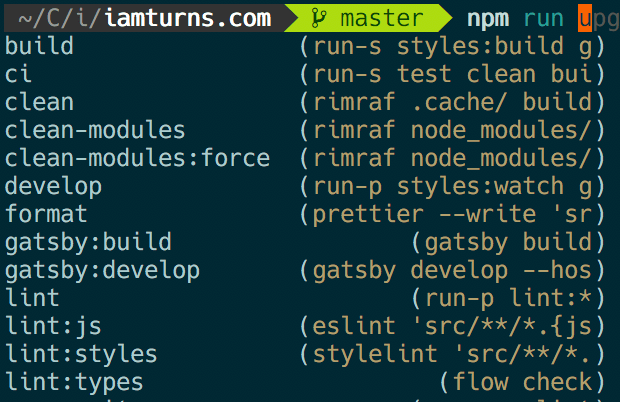 ~/C/i/iamturns.com master npm run upg
build (run-s styles:build g)
ci (run-s test clean bui)
clean (rimraf .cache/ build)
clean-modules (rimraf node_modules/)
clean-modules:force (rimraf node_modules/)
develop (run-p styles:watch g)
format (prettier --write 'sr)
gatsby:build (gatsby build)
gatsby:develop (gatsby develop --hos)
lint (run-p lint:*)
lint:js (eslint 'src/**/*.{js)
lint:styles (stylelint 'src/**/*.)
lint:types (flow check)